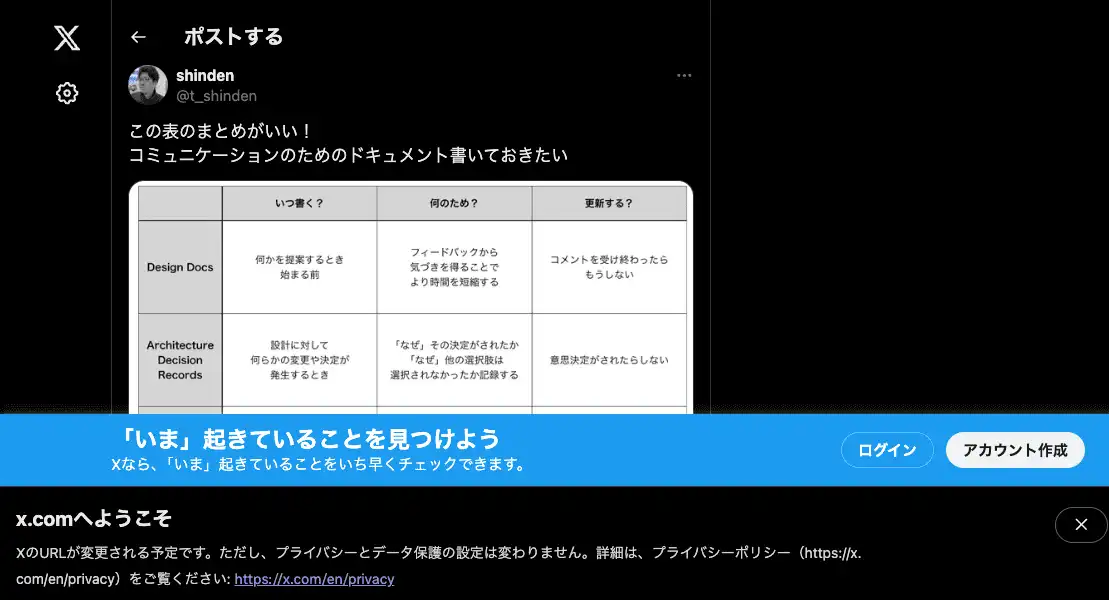 ポストする
shinden
@t_shinden
この表のまとめがいい！
コミュニケーションのためのドキュメント書いておきたい
いつ書く？
何のため？
更新する？
Design Docs
何かを提案するとき
始まる前
フィードバックから
気づきを得ることで
より時間を短縮する
コメントを受け終わったら
もうしない
Architecture
Decision
Records
設計に対して
何らかの変更や決定が
発生するとき
「なぜ」その決定がされたか
「なぜ」他の選択肢は
選択されなかったか記録する
意思決定がされたらしない
「いま」起きていることを見つけよう
Xなら、「いま」起きていることをいち早くチェックできます。
ログイン
アカウント作成
x.comへようこそ
XのURLが変更される予定です。ただし、プライバシーとデータ保護の設定は変わりません。詳細は、プライバシーポリシー（https://x.
com/en/privacy）をご覧ください: https://x.com/en/privacy